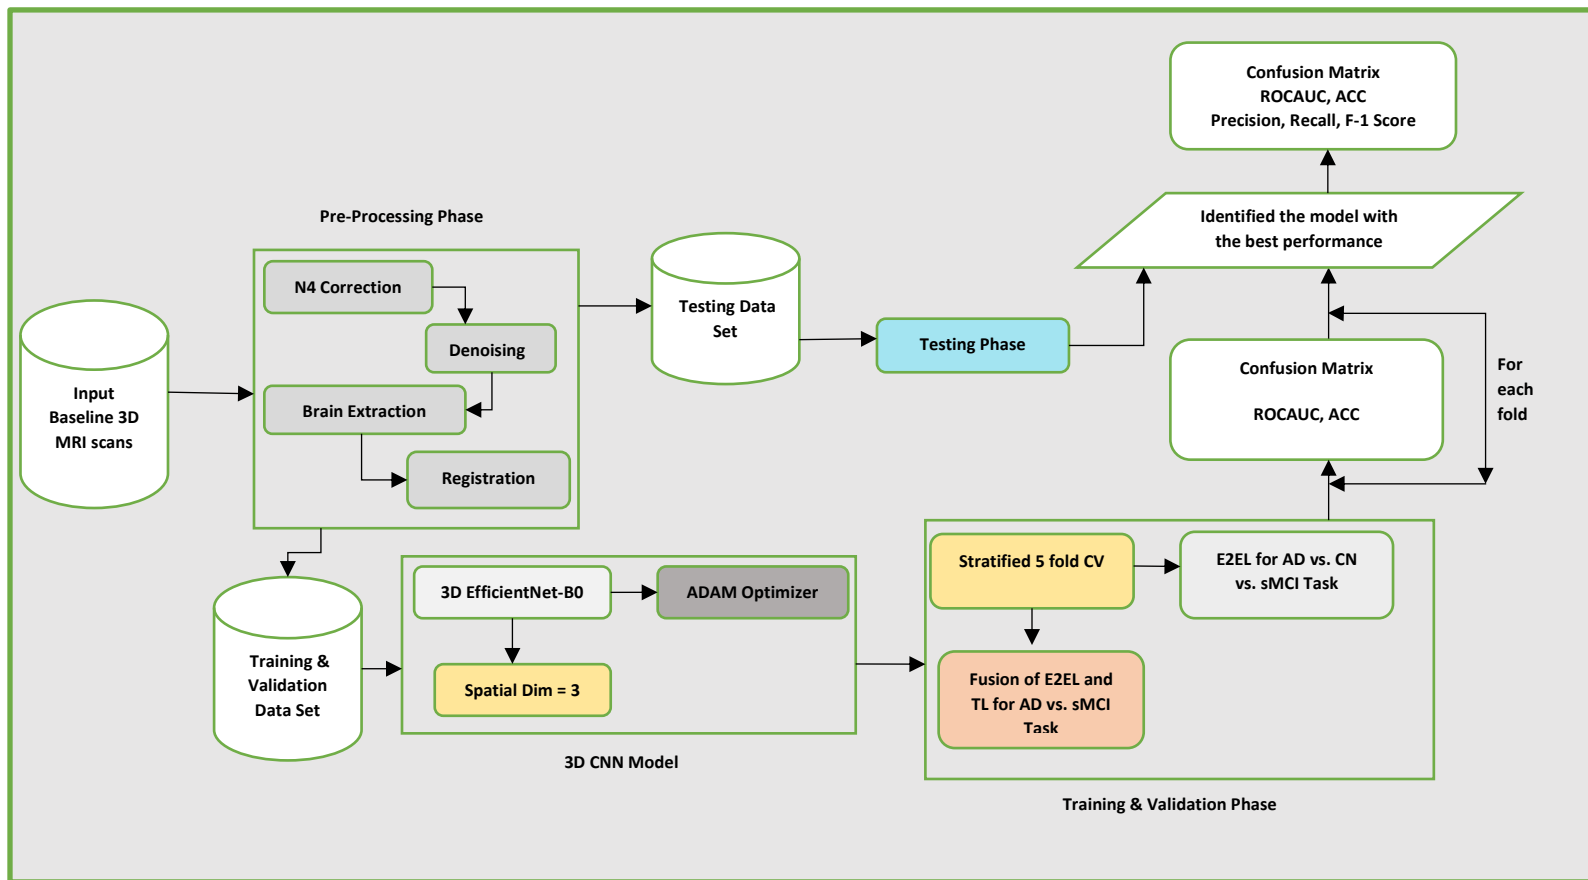 Confusion Matrix
ROCAUC, ACC
Precision, Recall, F-1 Score
Pre-Processing Phase
Identified the model with
the best performance
N4 Correction
Denoising
Brain Extraction
Registration
Testing Data
Set
Testing Phase
Input
Baseline 3D
MRI scans
Confusion Matrix
ROCAUC, ACC
For
each
fold
Training &
Validation
Data Set
3D EfficientNet-B0
ADAM Optimizer
Spatial Dim = 3
3D CNN Model
Stratified 5 fold CV
E2EL for AD vs. CN
vs. sMCI Task
Fusion of E2EL and
TL for AD vs. sMCI
Task
Training & Validation Phase